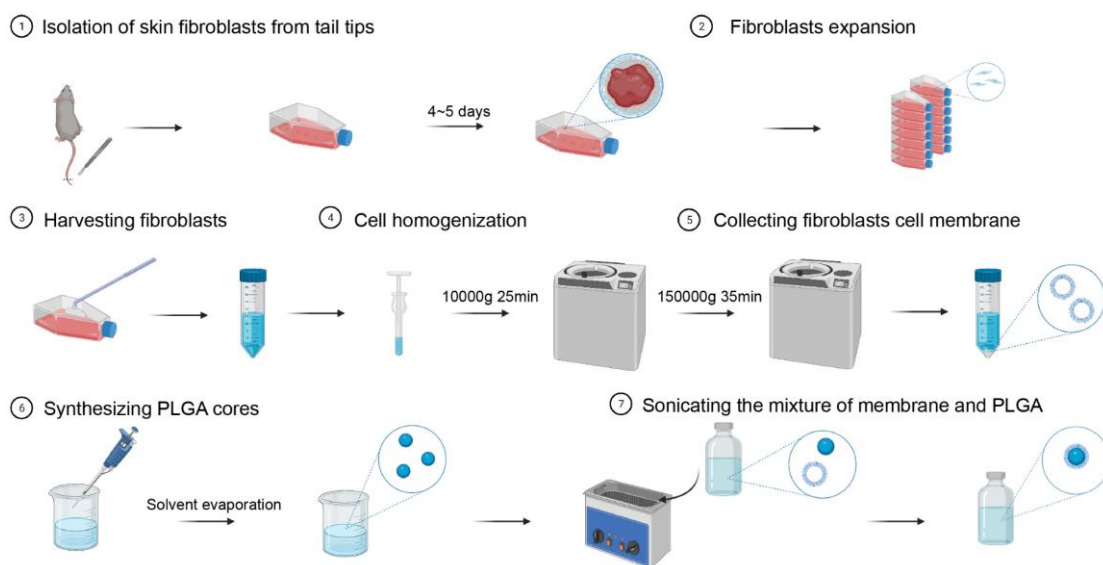 1 Isolation of skin fibroblasts from tail tips
2 Fibroblasts expansion
4~5 days
3 Harvesting fibroblasts
4 Cell homogenization
5 Collecting fibroblasts cell membrane
10000g 25min
150000g 35min
6 Synthesizing PLGA cores
7 Sonicating the mixture of membrane and PLGA
Solvent evaporation